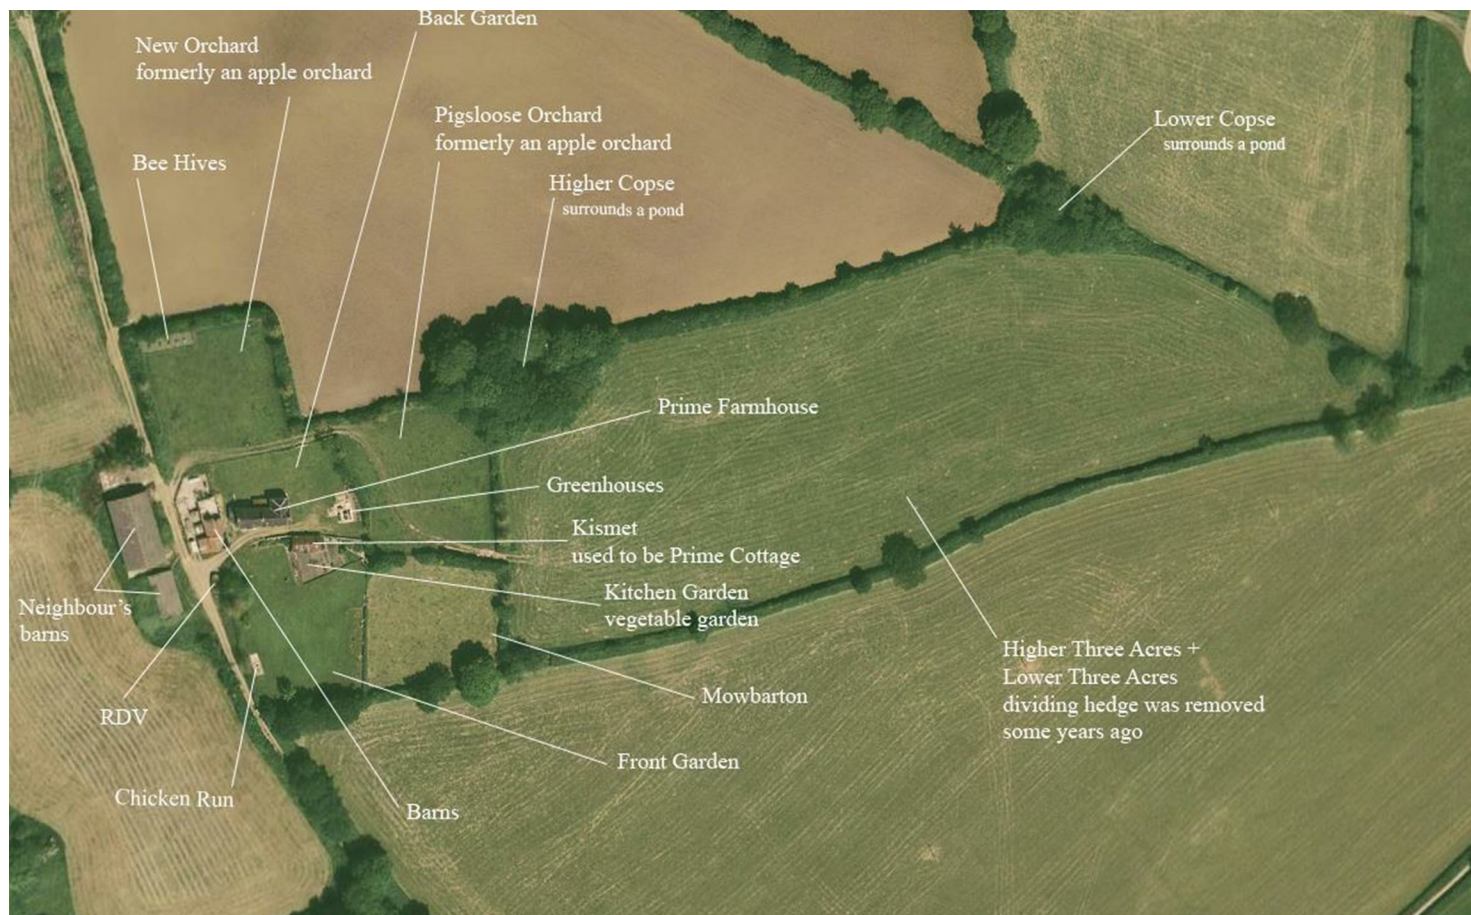 Back Garden
New Orchard
formerly an apple orchard
Pigsloose Orchard
formerly an apple orchard
Lower Copse
surrounds a pond
Bee Hives
Higher Copse
surrounds a pond
Prime Farmhouse
Greenhouses
Kismet
used to be Prime Cottage
Kitchen Garden
vegetable garden
Neighbour's
barns
Higher Three Acres +
Lower Three Acres
dividing hedge was removed
some years ago
Mowbarton
RDV
Front Garden
Chicken Run
Barns